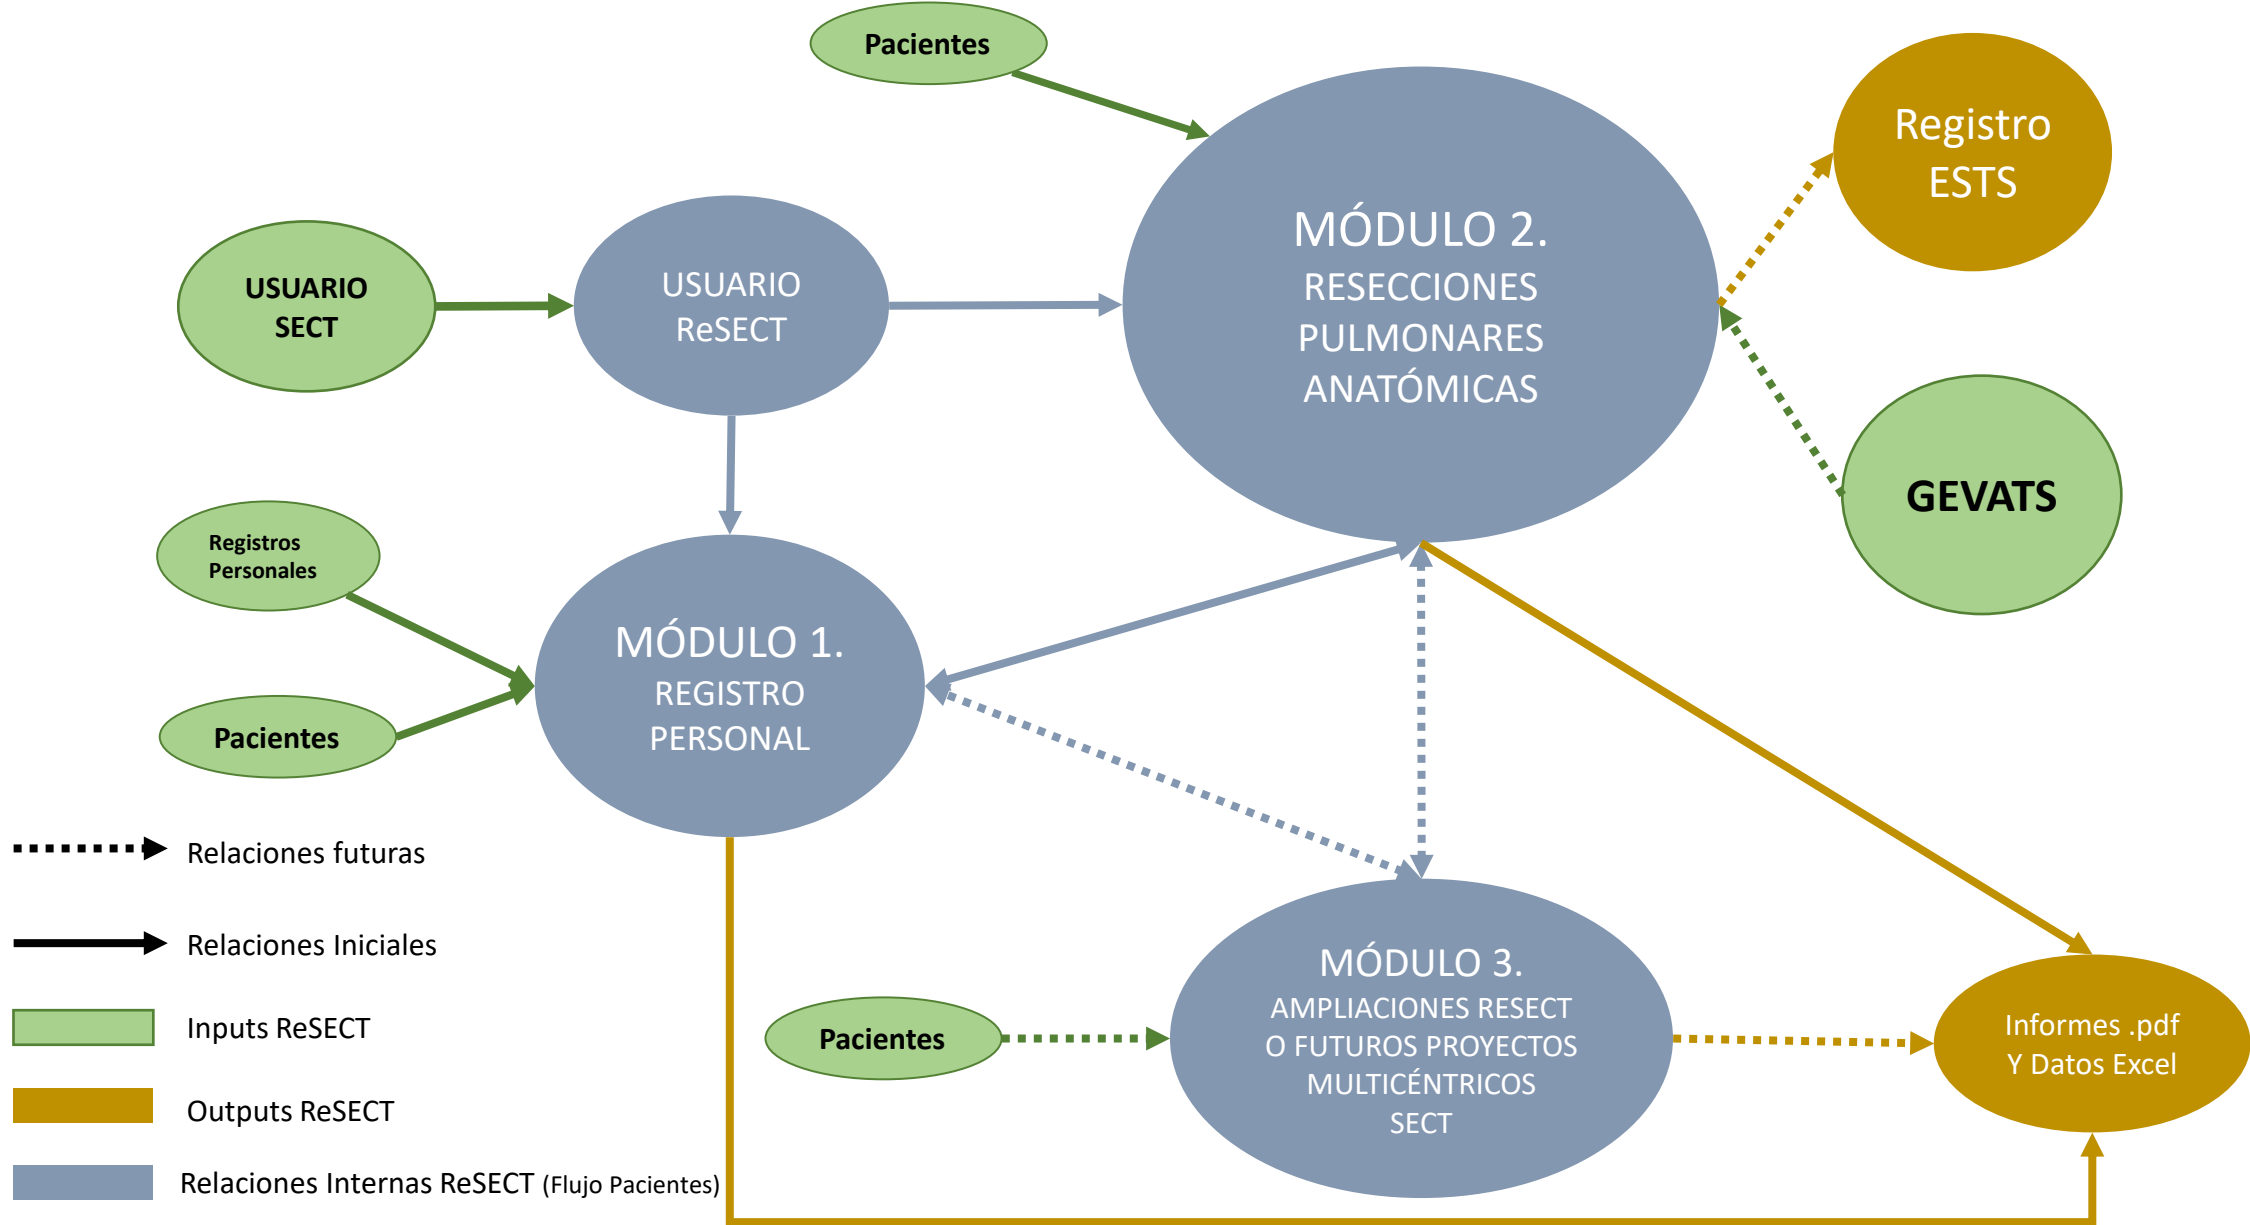 Pacientes
Registro
ESTS
MÓDULO 2.
RESECCIONES
PULMONARES
ANATÓMICAS
USUARIO
SECT
USUARIO
ReSECT
GEVATS
Registros
Personales
MÓDULO 1.
REGISTRO
PERSONAL
Pacientes
Relaciones futuras
Relaciones Iniciales
Inputs ReSECT
Outputs ReSECT
Relaciones Internas ReSECT (Flujo Pacientes)
Pacientes
MÓDULO 3.
AMPLIACIONES RESECT
O FUTUROS PROYECTOS
MULTICÉNTRICOS
SECT
Informes .pdf
Y Datos Excel